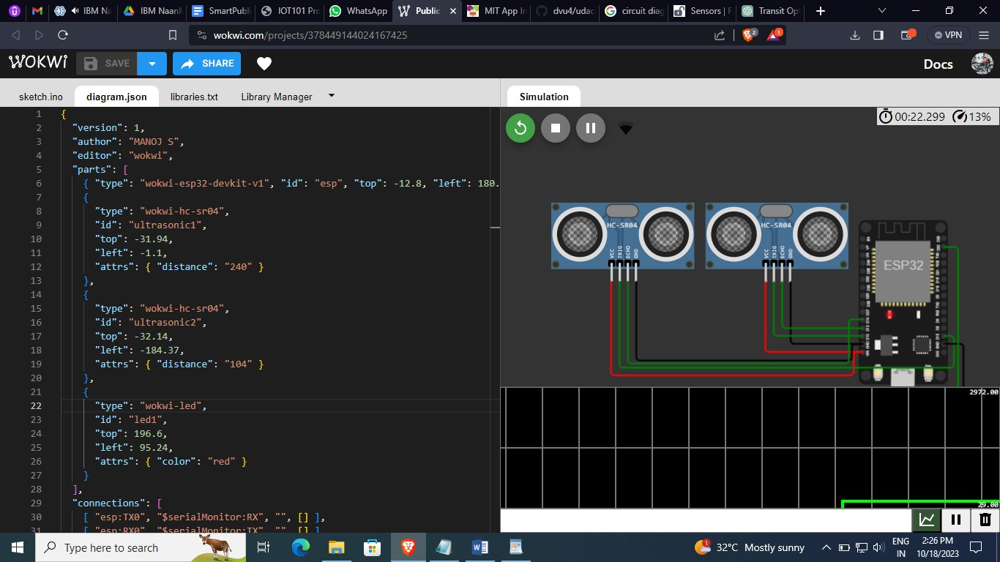 IBM Na
IBM NaanM
SmartPubli
IOT101 Pro
WhatsApp
Public
MIT App In
dvu4/udac
circuit diag
Sensors | F
Transit Opt
wokwi.com/projects/378449144024167425
2
1
VPN
WOKWi
SAVE
SHARE
Docs
sketch.ino
diagram.json
libraries.txt
Library Manager
Simulation
1 {
2 "version": 1,
3 "author": "MANOJ S",
4 "editor": "wokwi",
5 "parts": [
6 { "type": "wokwi-esp32-devkit-v1", "id": "esp", "top": -12.8, "left": 180.
7 {
8 "type": "wokwi-hc-sr04",
9 "id": "ultrasonic1",
10 "top": -31.94,
11 "left": -1.1,
12 "attrs": { "distance": "240" }
13 },
14 {
15 "type": "wokwi-hc-sr04",
16 "id": "ultrasonic2",
17 "top": -32.14,
18 "left": -184.37,
19 "attrs": { "distance": "104" }
20 },
21 {
22 "type": "wokwi-led",
23 "id": "led1",
24 "top": 196.6,
25 "left": 95.24,
26 "attrs": { "color": "red" }
27 }
28 ],
29 "connections": [
30 [ "esp:TX0", "$serialMonitor:RX", "", [] ],
31 [ "esp:RX0", "$serialMonitor:TX", "", [] ],
00:22.299
13%
HC-SR04
VCC
TRIG
ECHO
GND
HC-SR04
VCC
TRIG
ECHO
GND
ESP32
2972.00
29.00
Type here to search
1
32°C Mostly sunny
ENG
IN
2:26 PM
10/18/2023